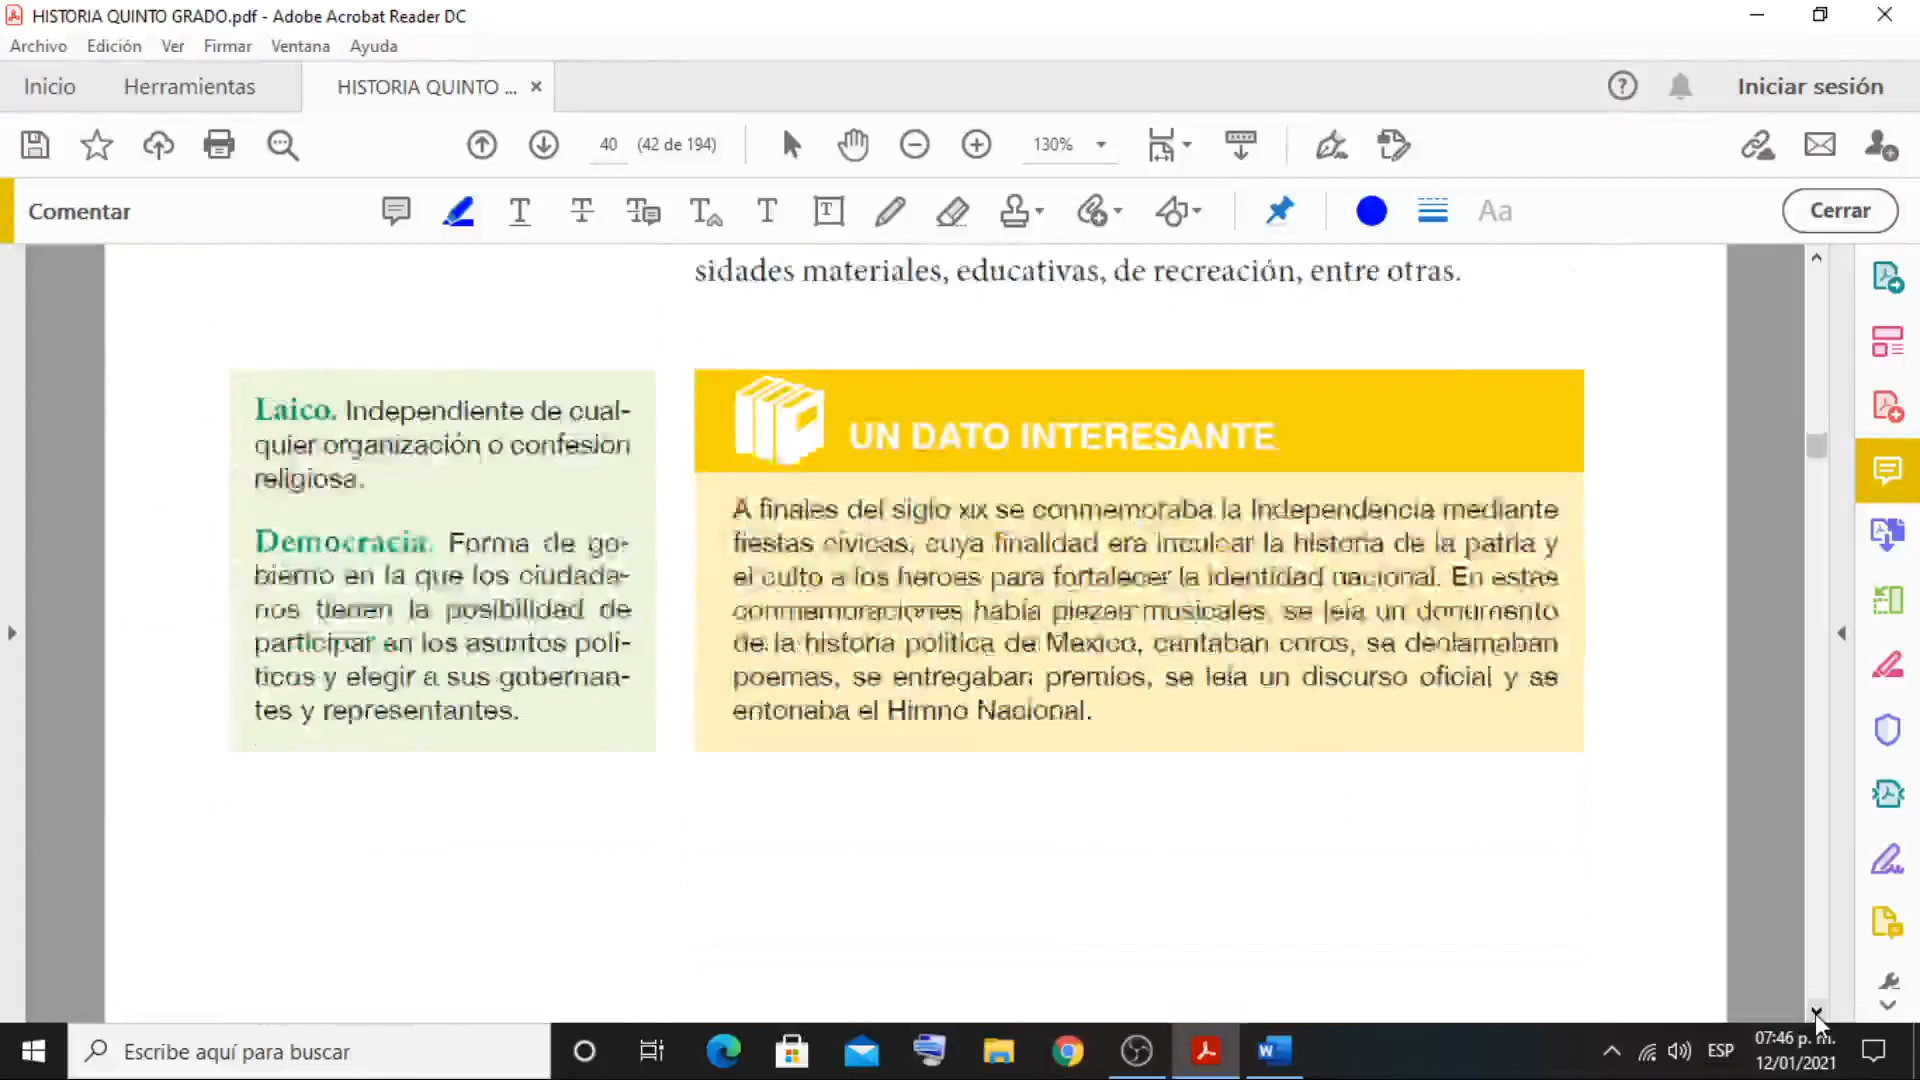 HISTORIA QUINTO GRADO.pdf - Adobe Acrobat Reader DC
Archivo Edición Ver Firmar Ventana Ayuda
Inicio Herramientas HISTORIA QUINTO ... × Iniciar sesión
40 (42 de 194) 130%
Comentar Aa Cerrar
sidades materiales, educativas, de recreación, entre otras.
Laico. Independiente de cual-
quier organización o confesión
religiosa.
Democracia. Forma de go-
bierno en la que los ciudada-
nos tienen la posibilidad de
participar en los asuntos polí-
ticos y elegir a sus gobernan-
tes y representantes.
UN DATO INTERESANTE
A finales del siglo XIX se conmemoraba la Independencia mediante
fiestas cívicas, cuya finalidad era inculcar la historia de la patria y
el culto a los héroes para fortalecer la identidad nacional. En estas
conmemoraciones había piezas musicales, se leía un documento
de la historia política de México, cantaban coros, se declamaban
poemas, se entregaban premios, se leía un discurso oficial y se
entonaba el Himno Nacional.
Escribe aquí para buscar
ESP
07:46 p. m.
12/01/2021